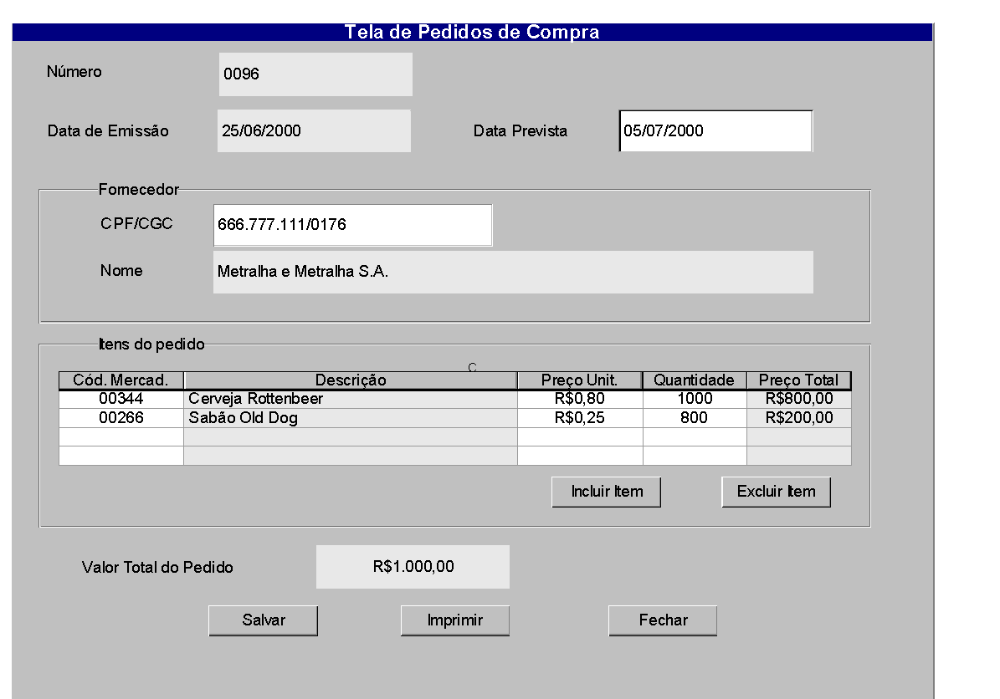 Tela de Pedidos de Compra
Número 0096
Data de Emissão 25/06/2000 Data Prevista 05/07/2000
Fornecedor
CPF/CGC 666.777.111/0176
Nome Metralha e Metralha S.A.
Itens do pedido
C
Cód. Mercad. Descrição Preço Unit. Quantidade Preço Total
00344 Cerveja Rottenbeer R$0,80 1000 R$800,00
00266 Sabão Old Dog R$0,25 800 R$200,00
Incluir Item Excluir Item
Valor Total do Pedido R$1.000,00
Salvar Imprimir Fechar